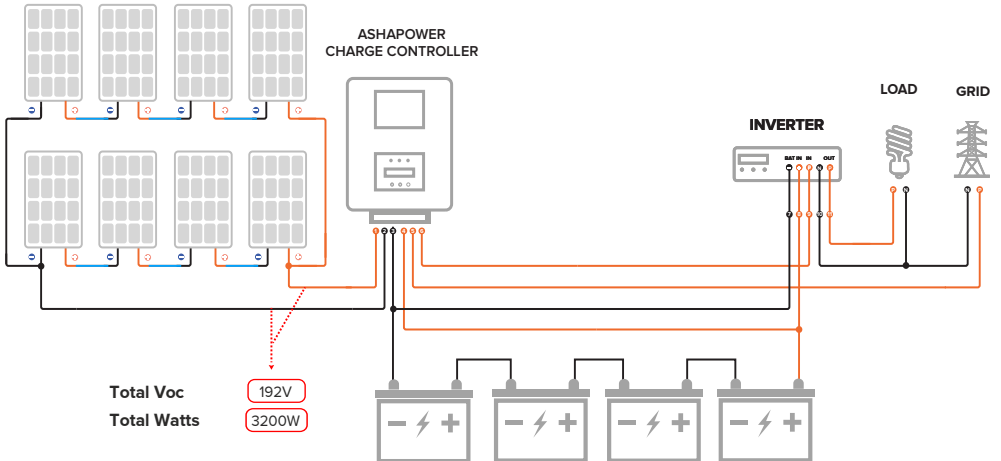 ASHAPOWER
CHARGE CONTROLLER
LOAD
GRID
INVERTER
BAT IN IN OUT
Total Voc 192V
Total Watts 3200W